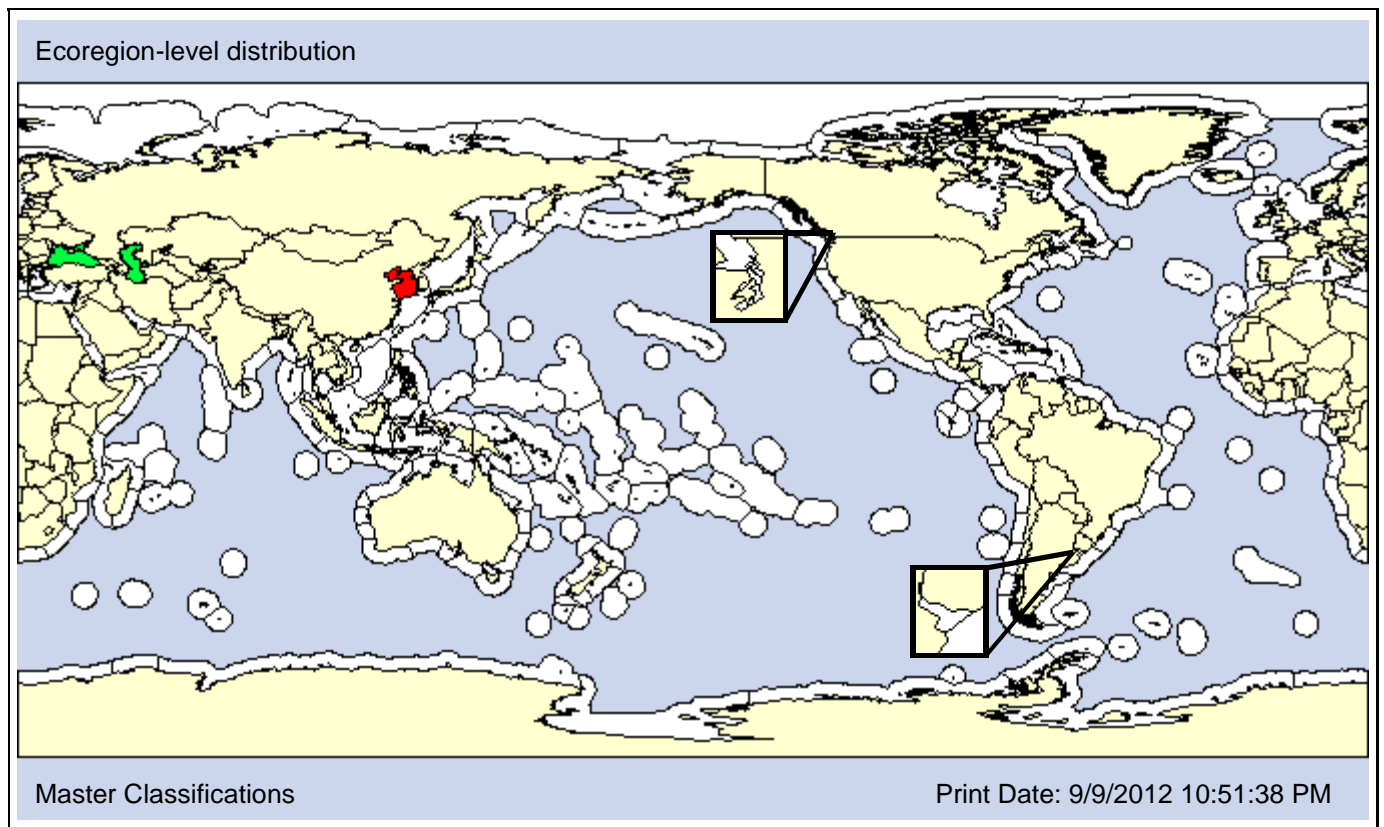 Ecoregion-level distribution
Master Classifications
Print Date: 9/9/2012 10:51:38 PM